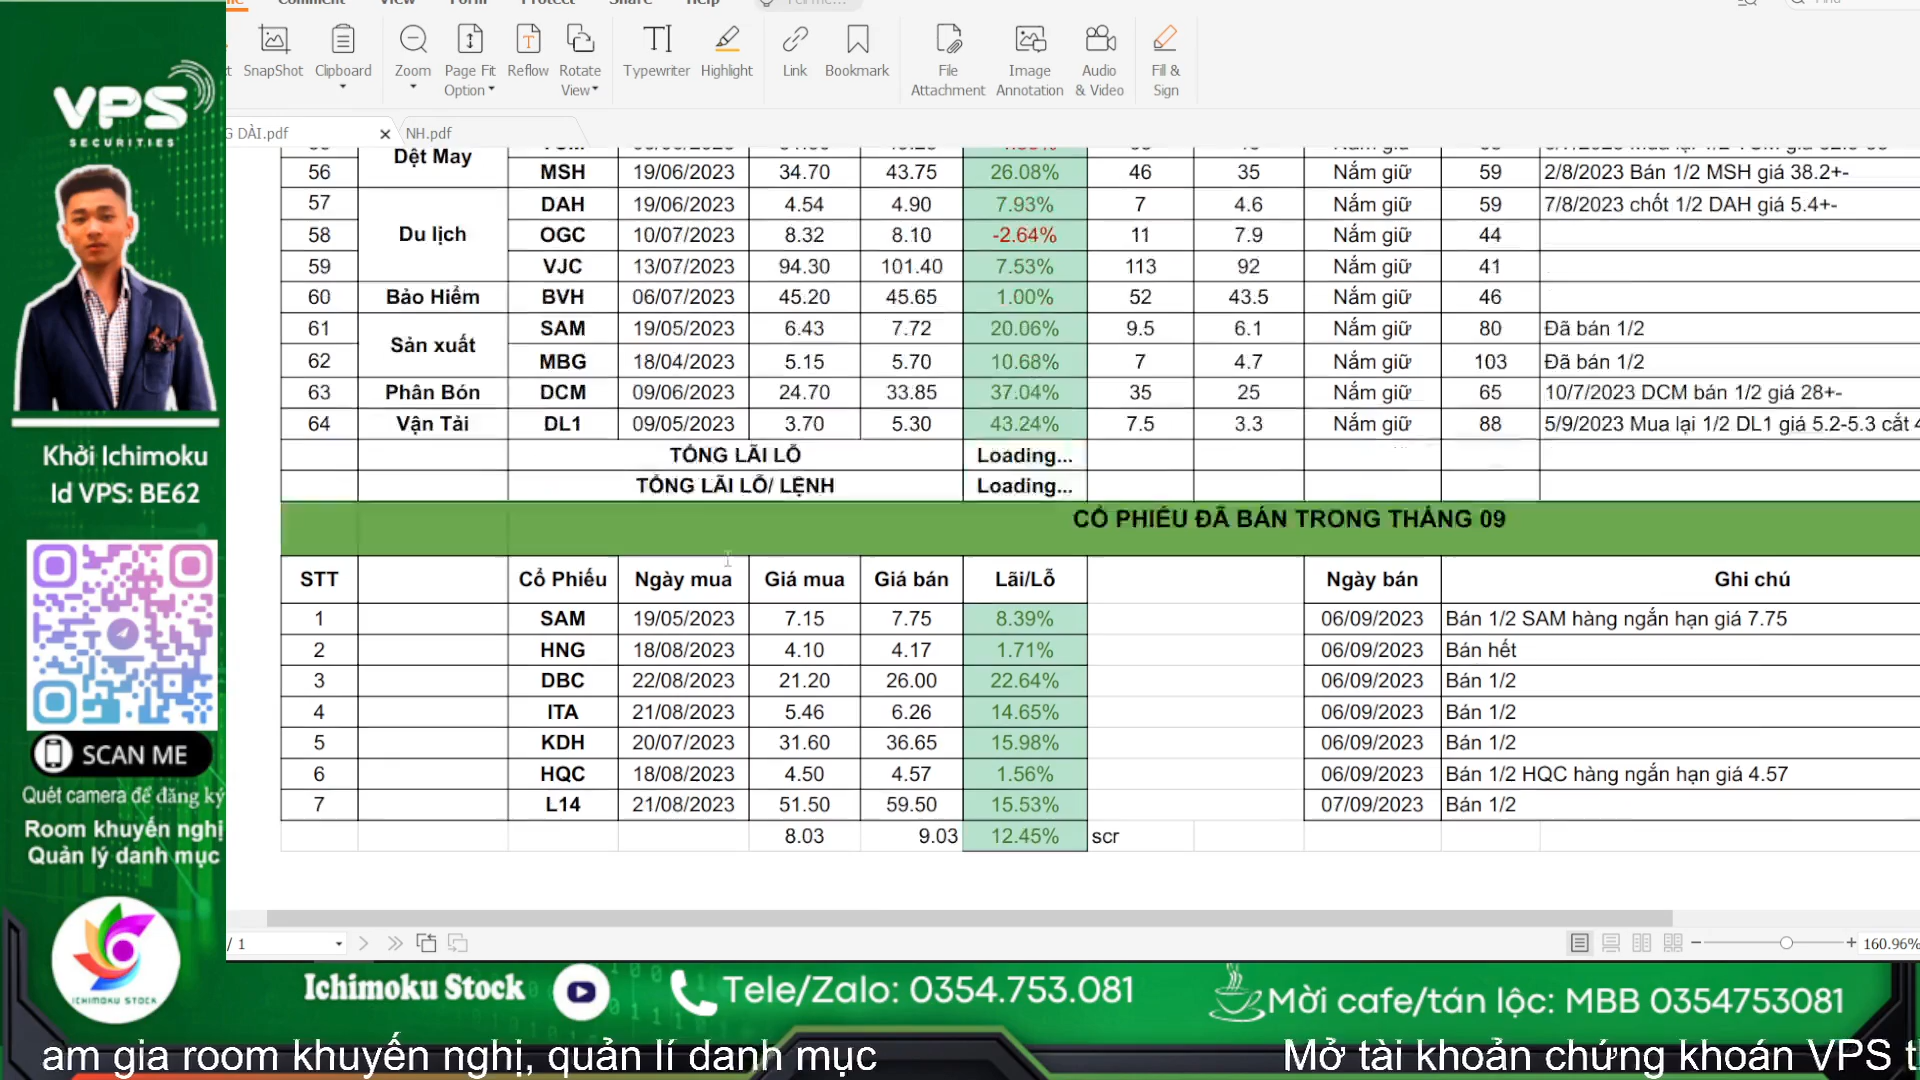 Comment View Form Protect Share Help Tell me...
Find
SnapShot Clipboard Zoom Page Fit Option Reflow Rotate View Typewriter Highlight Link Bookmark File Attachment Image Annotation Audio & Video Fill & Sign
G DÀI.pdf NH.pdf
VPS
SECURITIES
Khởi Ichimoku
Id VPS: BE62
SCAN ME
Quét camera để đăng ký
Room khuyến nghị
Quản lý danh mục
ICHIMOKU STOCK
Dệt May
56 MSH 19/06/2023 34.70 43.75 26.08% 46 35 Nắm giữ 59 2/8/2023 Bán 1/2 MSH giá 38.2+-
57 DAH 19/06/2023 4.54 4.90 7.93% 7 4.6 Nắm giữ 59 7/8/2023 chốt 1/2 DAH giá 5.4+-
58 Du lịch OGC 10/07/2023 8.32 8.10 -2.64% 11 7.9 Nắm giữ 44
59 VJC 13/07/2023 94.30 101.40 7.53% 113 92 Nắm giữ 41
60 Bảo Hiểm BVH 06/07/2023 45.20 45.65 1.00% 52 43.5 Nắm giữ 46
61 Sản xuất SAM 19/05/2023 6.43 7.72 20.06% 9.5 6.1 Nắm giữ 80 Đã bán 1/2
62 MBG 18/04/2023 5.15 5.70 10.68% 7 4.7 Nắm giữ 103 Đã bán 1/2
63 Phân Bón DCM 09/06/2023 24.70 33.85 37.04% 35 25 Nắm giữ 65 10/7/2023 DCM bán 1/2 giá 28+-
64 Vận Tải DL1 09/05/2023 3.70 5.30 43.24% 7.5 3.3 Nắm giữ 88 5/9/2023 Mua lại 1/2 DL1 giá 5.2-5.3 cắt 4
TỔNG LÃI LỖ Loading...
TỔNG LÃI LỖ/ LỆNH Loading...
CỔ PHIẾU ĐÃ BÁN TRONG THÁNG 09
STT Cổ Phiếu Ngày mua Giá mua Giá bán Lãi/Lỗ Ngày bán Ghi chú
1 SAM 19/05/2023 7.15 7.75 8.39% 06/09/2023 Bán 1/2 SAM hàng ngắn hạn giá 7.75
2 HNG 18/08/2023 4.10 4.17 1.71% 06/09/2023 Bán hết
3 DBC 22/08/2023 21.20 26.00 22.64% 06/09/2023 Bán 1/2
4 ITA 21/08/2023 5.46 6.26 14.65% 06/09/2023 Bán 1/2
5 KDH 20/07/2023 31.60 36.65 15.98% 06/09/2023 Bán 1/2
6 HQC 18/08/2023 4.50 4.57 1.56% 06/09/2023 Bán 1/2 HQC hàng ngắn hạn giá 4.57
7 L14 21/08/2023 51.50 59.50 15.53% 07/09/2023 Bán 1/2
8.03 9.03 12.45% scr
/ 1
160.96%
Ichimoku Stock Tele/Zalo: 0354.753.081 Mời cafe/tán lộc: MBB 0354753081
am gia room khuyến nghị, quản lí danh mục Mở tài khoản chứng khoán VPS t